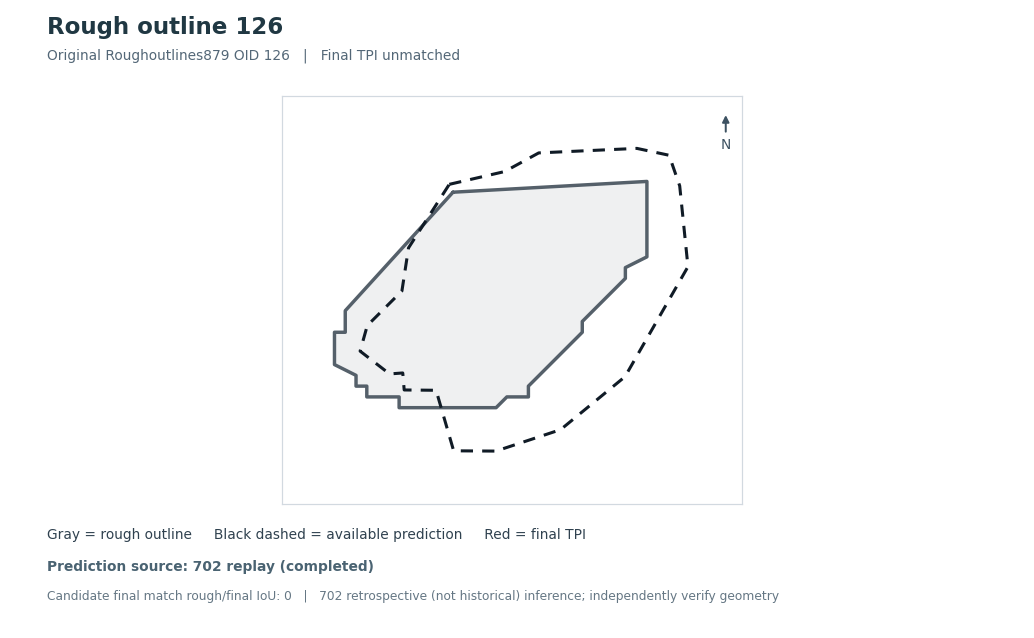 Rough outline 126
Original Roughoutlines879 OID 126   |   Final TPI unmatched
N
Gray = rough outline     Black dashed = available prediction     Red = final TPI
Prediction source: 702 replay (completed)
Candidate final match rough/final IoU: 0   |   702 retrospective (not historical) inference; independently verify geometry